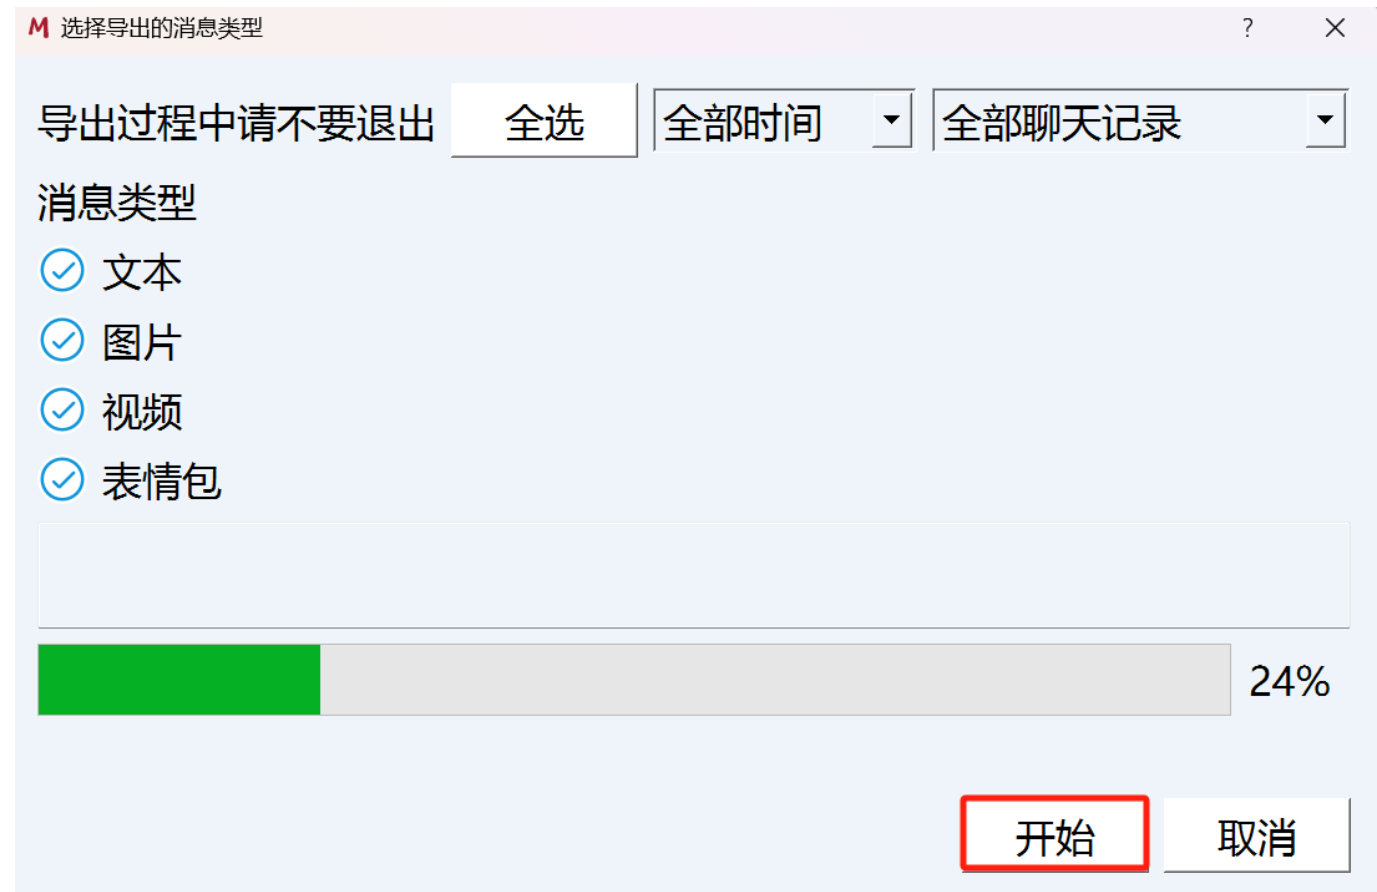 M 选择导出的消息类型 ?
导出过程中请不要退出 全选 全部时间 全部聊天记录
消息类型
文本
图片
视频
表情包
24%
开始 取消